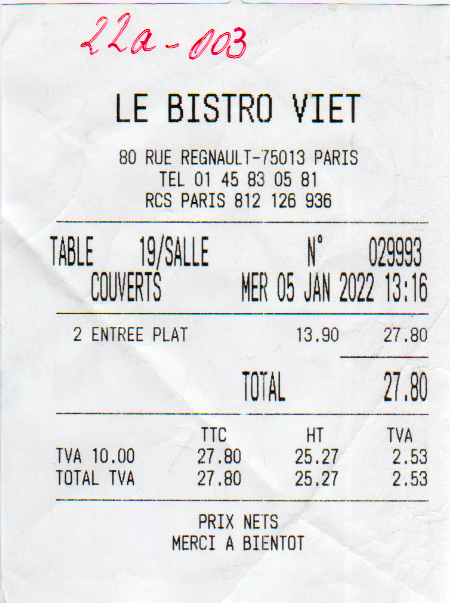 22a-003
LE BISTRO VIET
80 RUE REGNAULT-75013 PARIS
TEL 01 45 83 05 81
RCS PARIS 812 126 936
TABLE 19/SALLE N° 029993
COUVERTS MER 05 JAN 2022 13:16
2 ENTREE PLAT 13.90 27.80
TOTAL 27.80
TTC HT TVA
TVA 10.00 27.80 25.27 2.53
TOTAL TVA 27.80 25.27 2.53
PRIX NETS
MERCI A BIENTOT